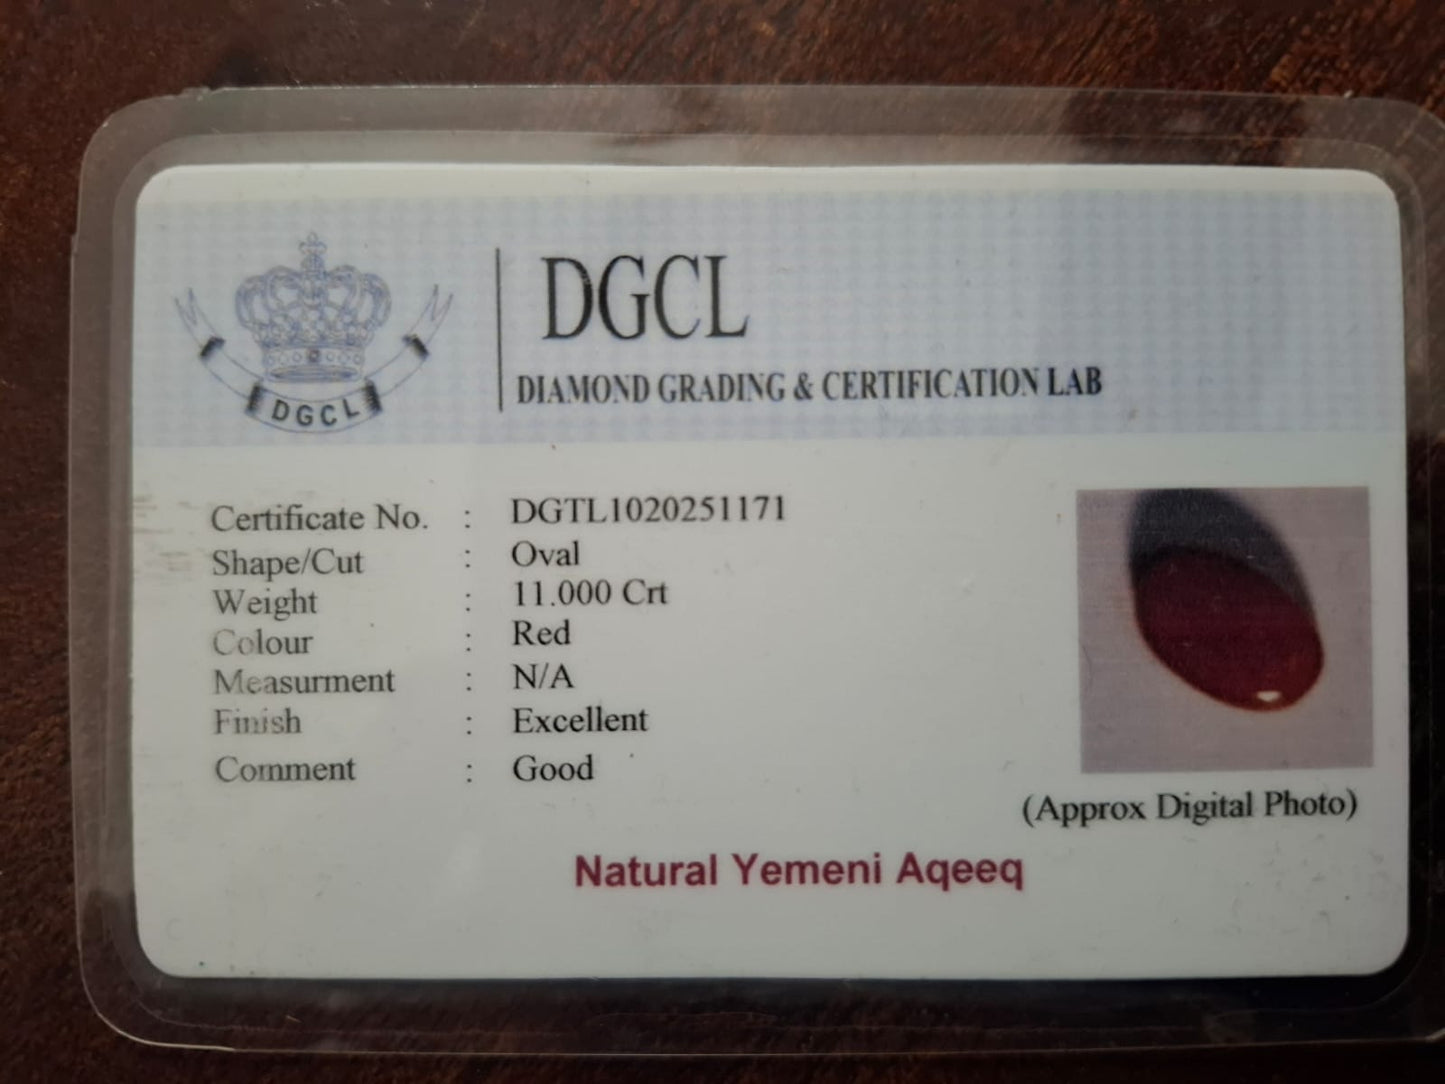 DGCL
DGCL
DIAMOND GRADING & CERTIFICATION LAB
Certificate No. : DGTL1020251171
Shape/Cut : Oval
Weight : 11.000 Crt
Colour : Red
Measurment : N/A
Finish : Excellent
Comment : Good
(Approx Digital Photo)
Natural Yemeni Aqeeq